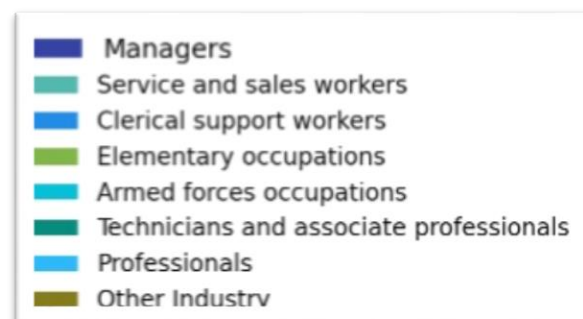 Managers
Service and sales workers
Clerical support workers
Elementary occupations
Armed forces occupations
Technicians and associate professionals
Professionals
Other Industry